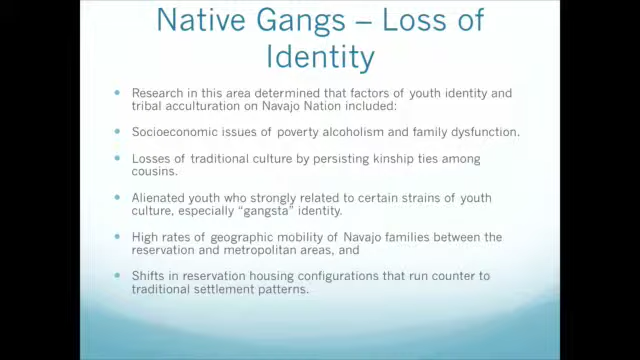 Native Gangs – Loss of
Identity
• Research in this area determined that factors of youth identity and
tribal acculturation on Navajo Nation included:
• Socioeconomic issues of poverty alcoholism and family dysfunction.
• Losses of traditional culture by persisting kinship ties among
cousins.
• Alienated youth who strongly related to certain strains of youth
culture, especially “gangsta” identity.
• High rates of geographic mobility of Navajo families between the
reservation and metropolitan areas, and
• Shifts in reservation housing configurations that run counter to
traditional settlement patterns.